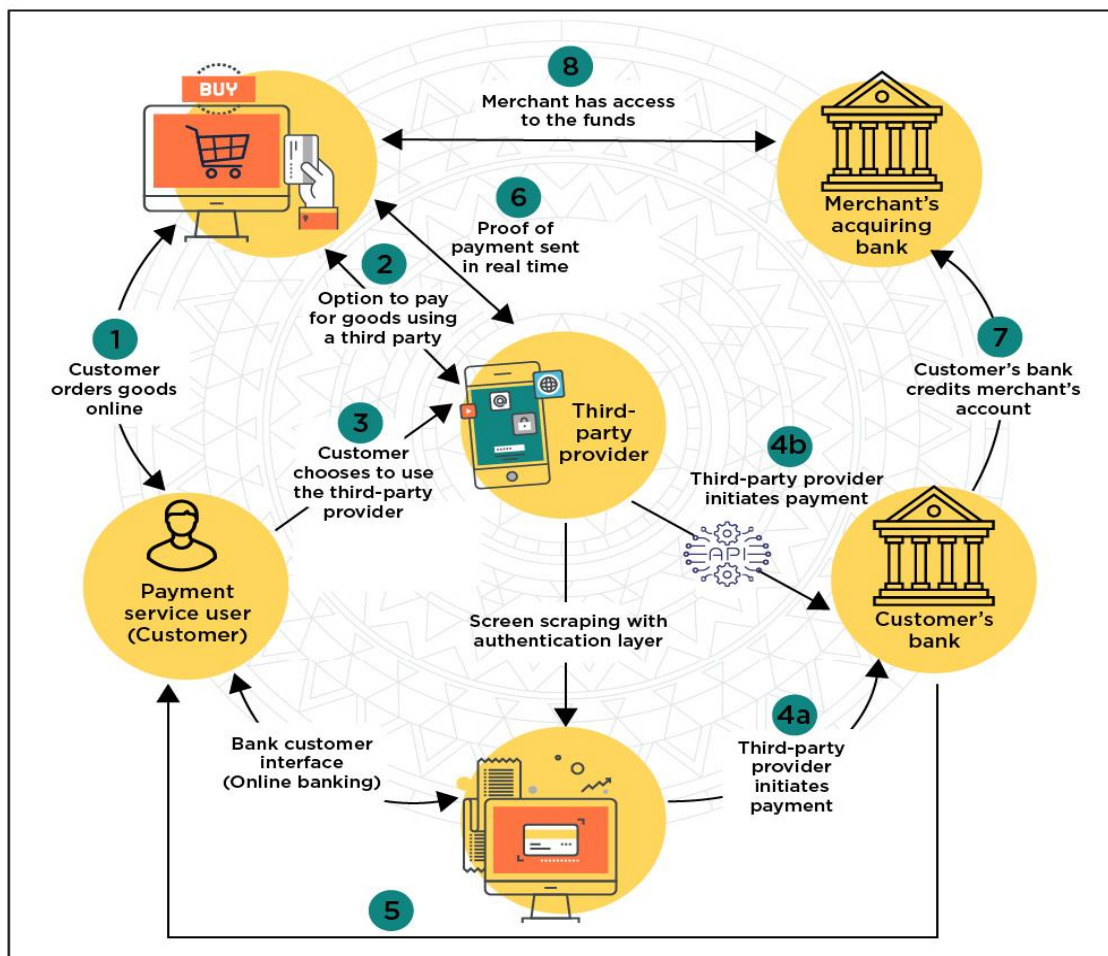 BUY
8
Merchant has access
to the funds
Merchant's
acquiring
bank
6
Proof of
payment sent
in real time
2
Option to pay
for goods using
a third party
1
Customer
orders goods
online
7
Customer's bank
credits merchant's
account
3
Customer
chooses to use
the third-party
provider
Third-
party
provider
4b
Third-party provider
initiates payment
API
Payment
service user
(Customer)
Customer's
bank
Screen scraping with
authentication layer
Bank customer
interface
(Online banking)
4a
Third-party
provider
initiates
payment
5